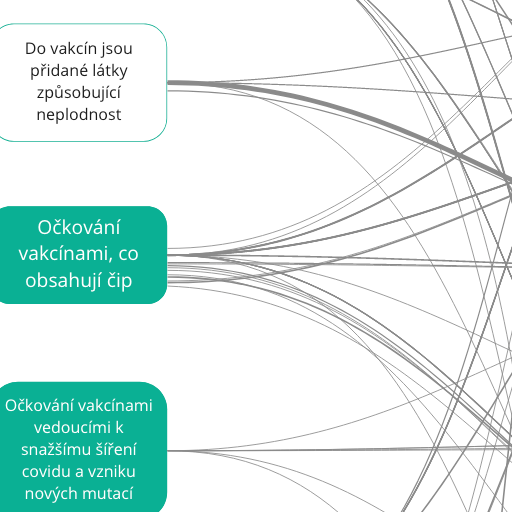 Do vakcín jsou
přidané látky
způsobující
neplodnost
Očkování
vakcínami, co
obsahují čip
Očkování vakcínami
vedoucími k
snažšímu šíření
covidu a vzniku
nových mutací